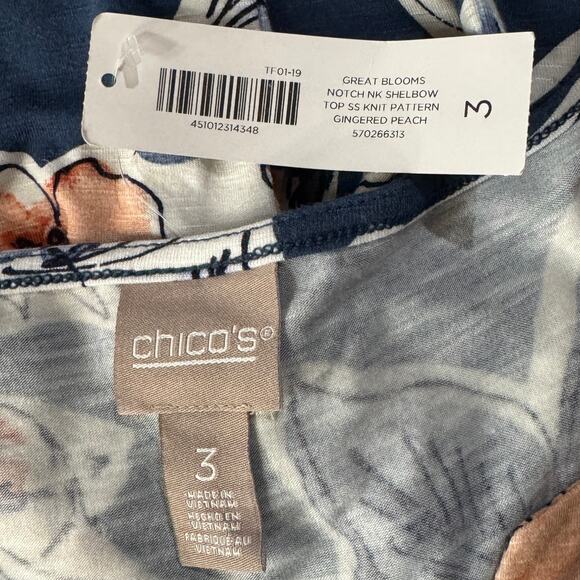 TF01-19
451012314348
GREAT BLOOMS
NOTCH NK SHELBOW
TOP SS KNIT PATTERN
GINGERED PEACH
570266313
3
chico's®
3
MADE IN
VIETNAM
HECHO EN
VIETNAM
FABRIQUÉ AU
VIETNAM